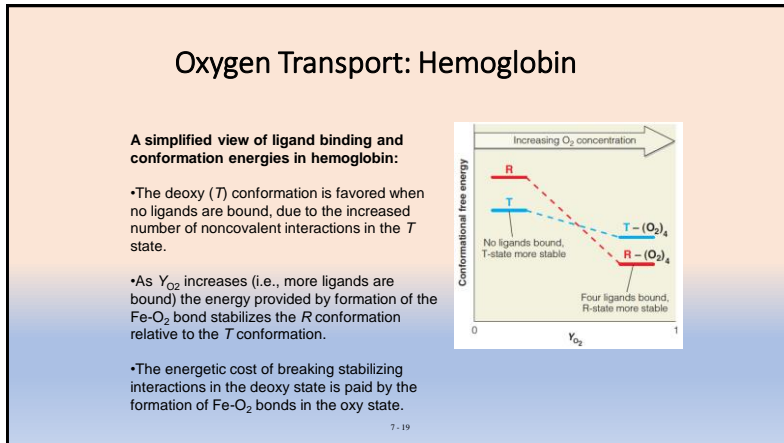 Oxygen Transport: Hemoglobin
A simplified view of ligand binding and
conformation energies in hemoglobin:
•The deoxy (T) conformation is favored when
no ligands are bound, due to the increased
number of noncovalent interactions in the T
state.
•As YO2 increases (i.e., more ligands are
bound) the energy provided by formation of the
Fe-O2 bond stabilizes the R conformation
relative to the T conformation.
•The energetic cost of breaking stabilizing
interactions in the deoxy state is paid by the
formation of Fe-O2 bonds in the oxy state.
Increasing O2 concentration
Conformational free energy
R
T
No ligands bound,
T-state more stable
T – (O2)4
R – (O2)4
Four ligands bound,
R-state more stable
0
1
YO2
7 - 19